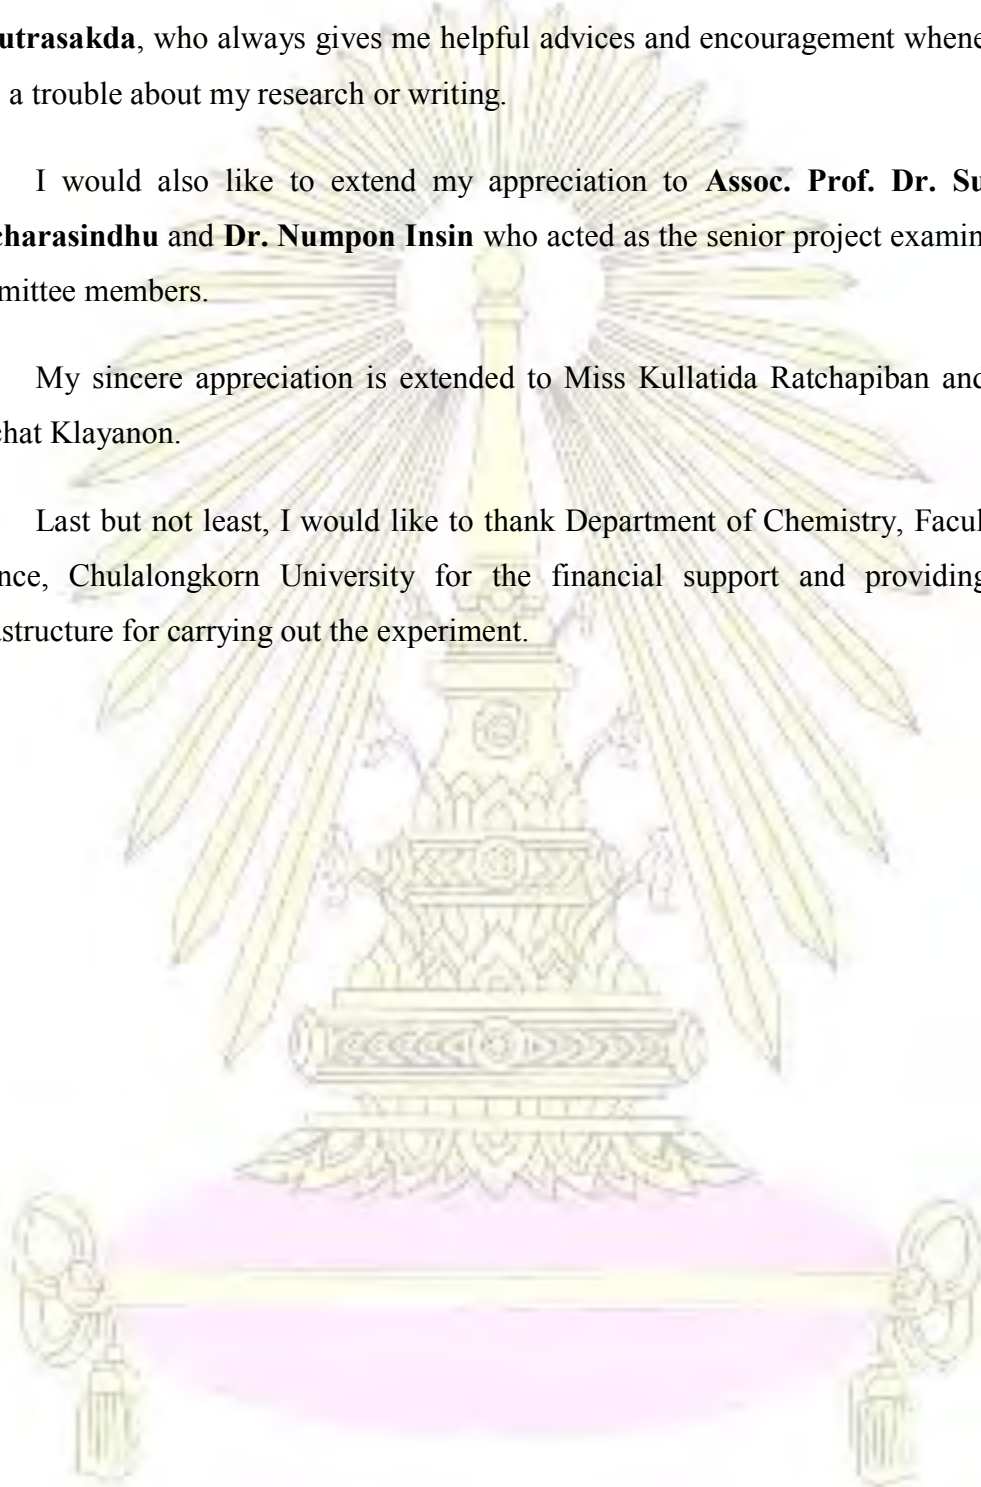 utrasakda, who always gives me helpful advices and encouragement whene
a trouble about my research or writing.
I would also like to extend my appreciation to Assoc. Prof. Dr. Su
charasindhu and Dr. Numpon Insin who acted as the senior project examin
mittee members.
My sincere appreciation is extended to Miss Kullatida Ratchapiban and
hat Klayanon.
Last but not least, I would like to thank Department of Chemistry, Facul
nce, Chulalongkorn University for the financial support and providing
astructure for carrying out the experiment.